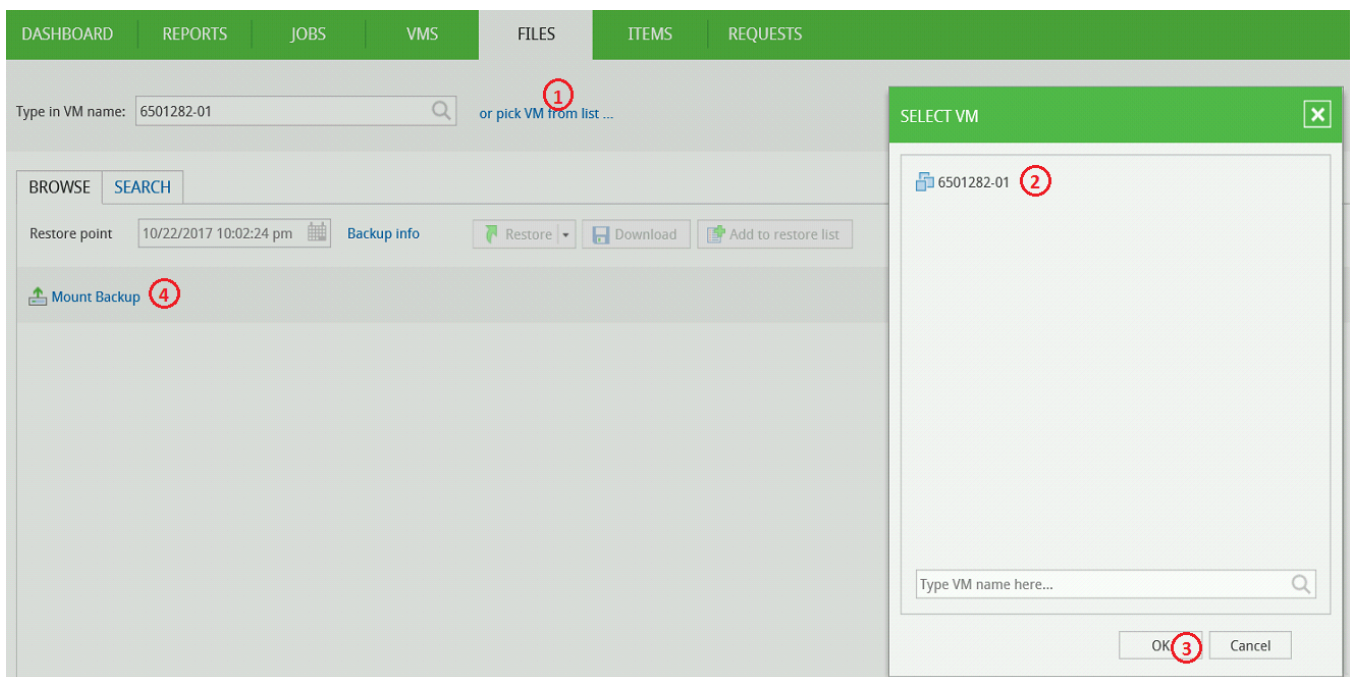 DASHBOARD REPORTS JOBS VMS FILES ITEMS REQUESTS
1
Type in VM name: 6501282-01 or pick VM from list ...
SELECT VM
6501282-01 2
BROWSE SEARCH
Restore point 10/22/2017 10:02:24 pm Backup info Restore Download Add to restore list
Mount Backup 4
Type VM name here...
OK 3 Cancel